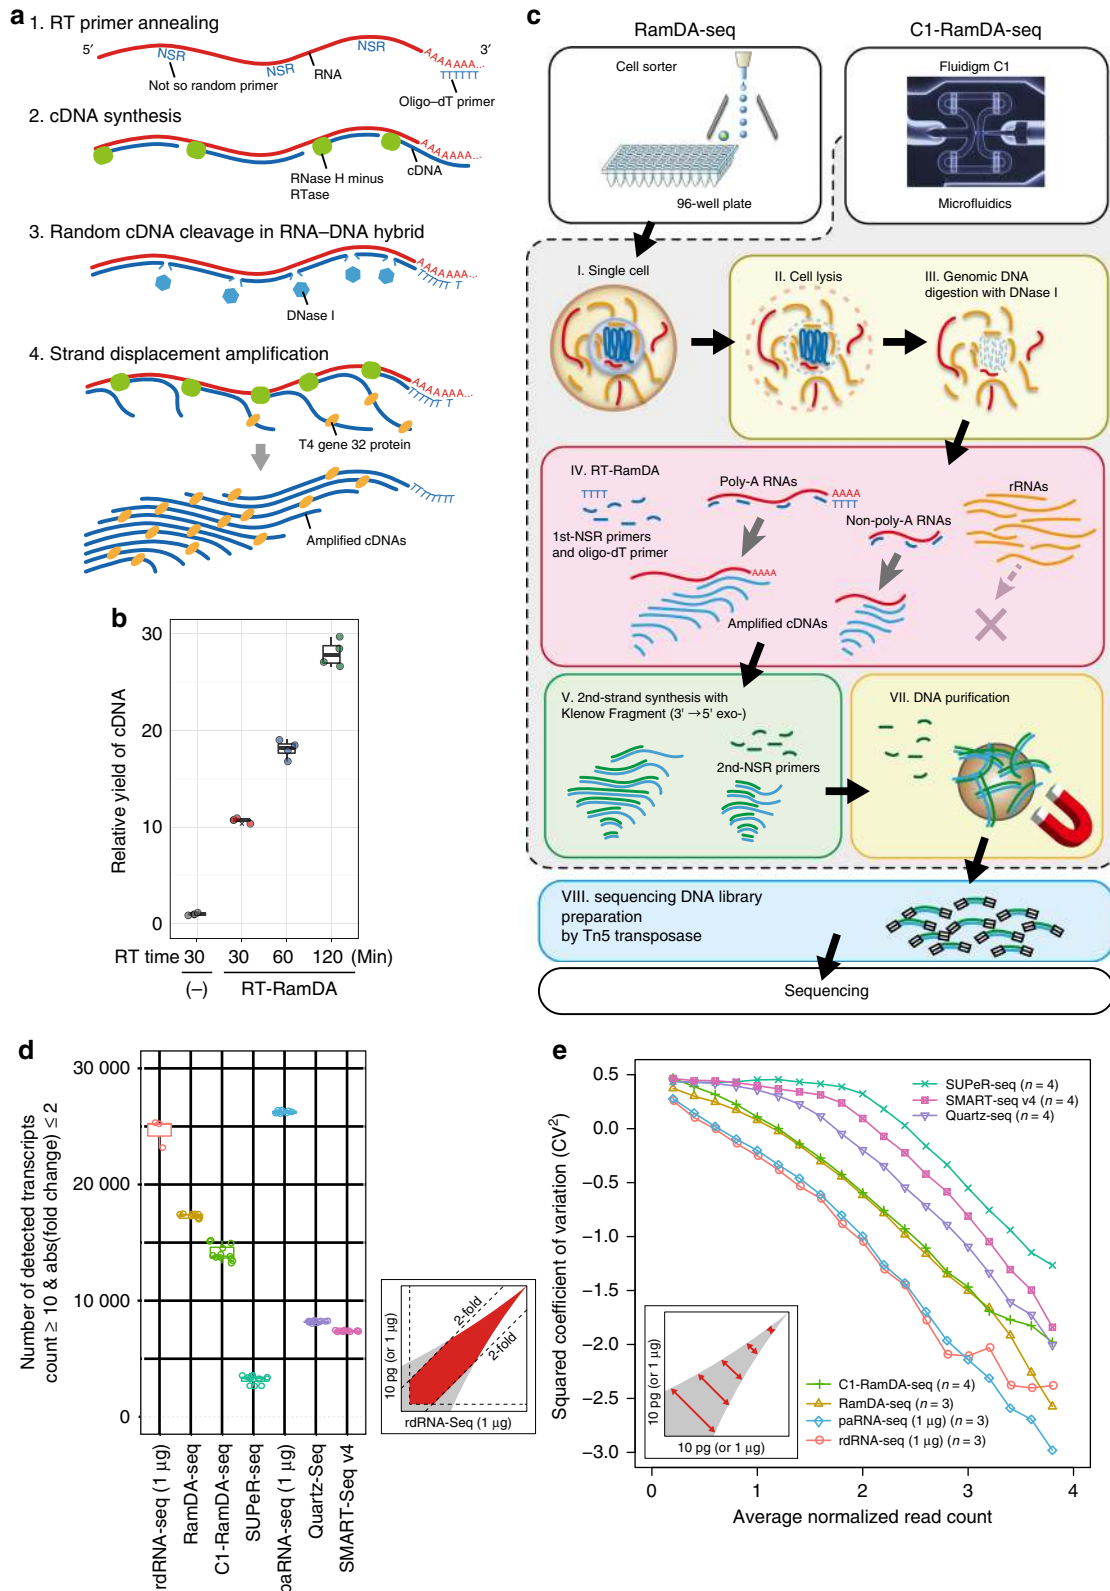 a
1. RT primer annealing
5′
NSR
NSR
NSR
3′
AAAAAAA...
TTTTTT
RNA
Not so random primer
Oligo–dT primer
2. cDNA synthesis
AAAAAAA...
cDNA
RNase H minus
RTase
3. Random cDNA cleavage in RNA–DNA hybrid
AAAAAAA...
TTTTTT T
DNase I
4. Strand displacement amplification
AAAAAAA...
TTTTTT T
T4 gene 32 protein
TTTTTTT
Amplified cDNAs
b
Relative yield of cDNA
30
20
10
0
RT time 30 30 60 120 (Min)
(–) RT-RamDA
c
RamDA-seq
C1-RamDA-seq
Cell sorter
96-well plate
Fluidigm C1
Microfluidics
I. Single cell
II. Cell lysis
III. Genomic DNA
digestion with DNase I
IV. RT-RamDA
TTTT
1st-NSR primers
and oligo-dT primer
Poly-A RNAs
AAAA
TTTT
Non-poly-A RNAs
rRNAs
AAAA
Amplified cDNAs
V. 2nd-strand synthesis with
Klenow Fragment (3′ →5′ exo-)
2nd-NSR primers
VII. DNA purification
VIII. sequencing DNA library
preparation
by Tn5 transposase
Sequencing
d
Number of detected transcripts
count ≥ 10 & abs(fold change) ≤ 2
30 000
20 000
10 000
0
rdRNA-seq (1 µg)
RamDA-seq
C1-RamDA-seq
SUPeR-seq
paRNA-seq (1 µg)
Quartz-Seq
SMART-Seq v4
10 pg (or 1 µg)
2-fold
2-fold
rdRNA-Seq (1 µg)
e
Squared coefficient of variation (CV²)
0.5
0.0
−0.5
−1.0
−1.5
−2.0
−2.5
−3.0
SUPeR-seq (n = 4)
SMART-seq v4 (n = 4)
Quartz-seq (n = 4)
C1-RamDA-seq (n = 4)
RamDA-seq (n = 3)
paRNA-seq (1 µg) (n = 3)
rdRNA-seq (1 µg) (n = 3)
10 pg (or 1 µg)
10 pg (or 1 µg)
0 1 2 3 4
Average normalized read count